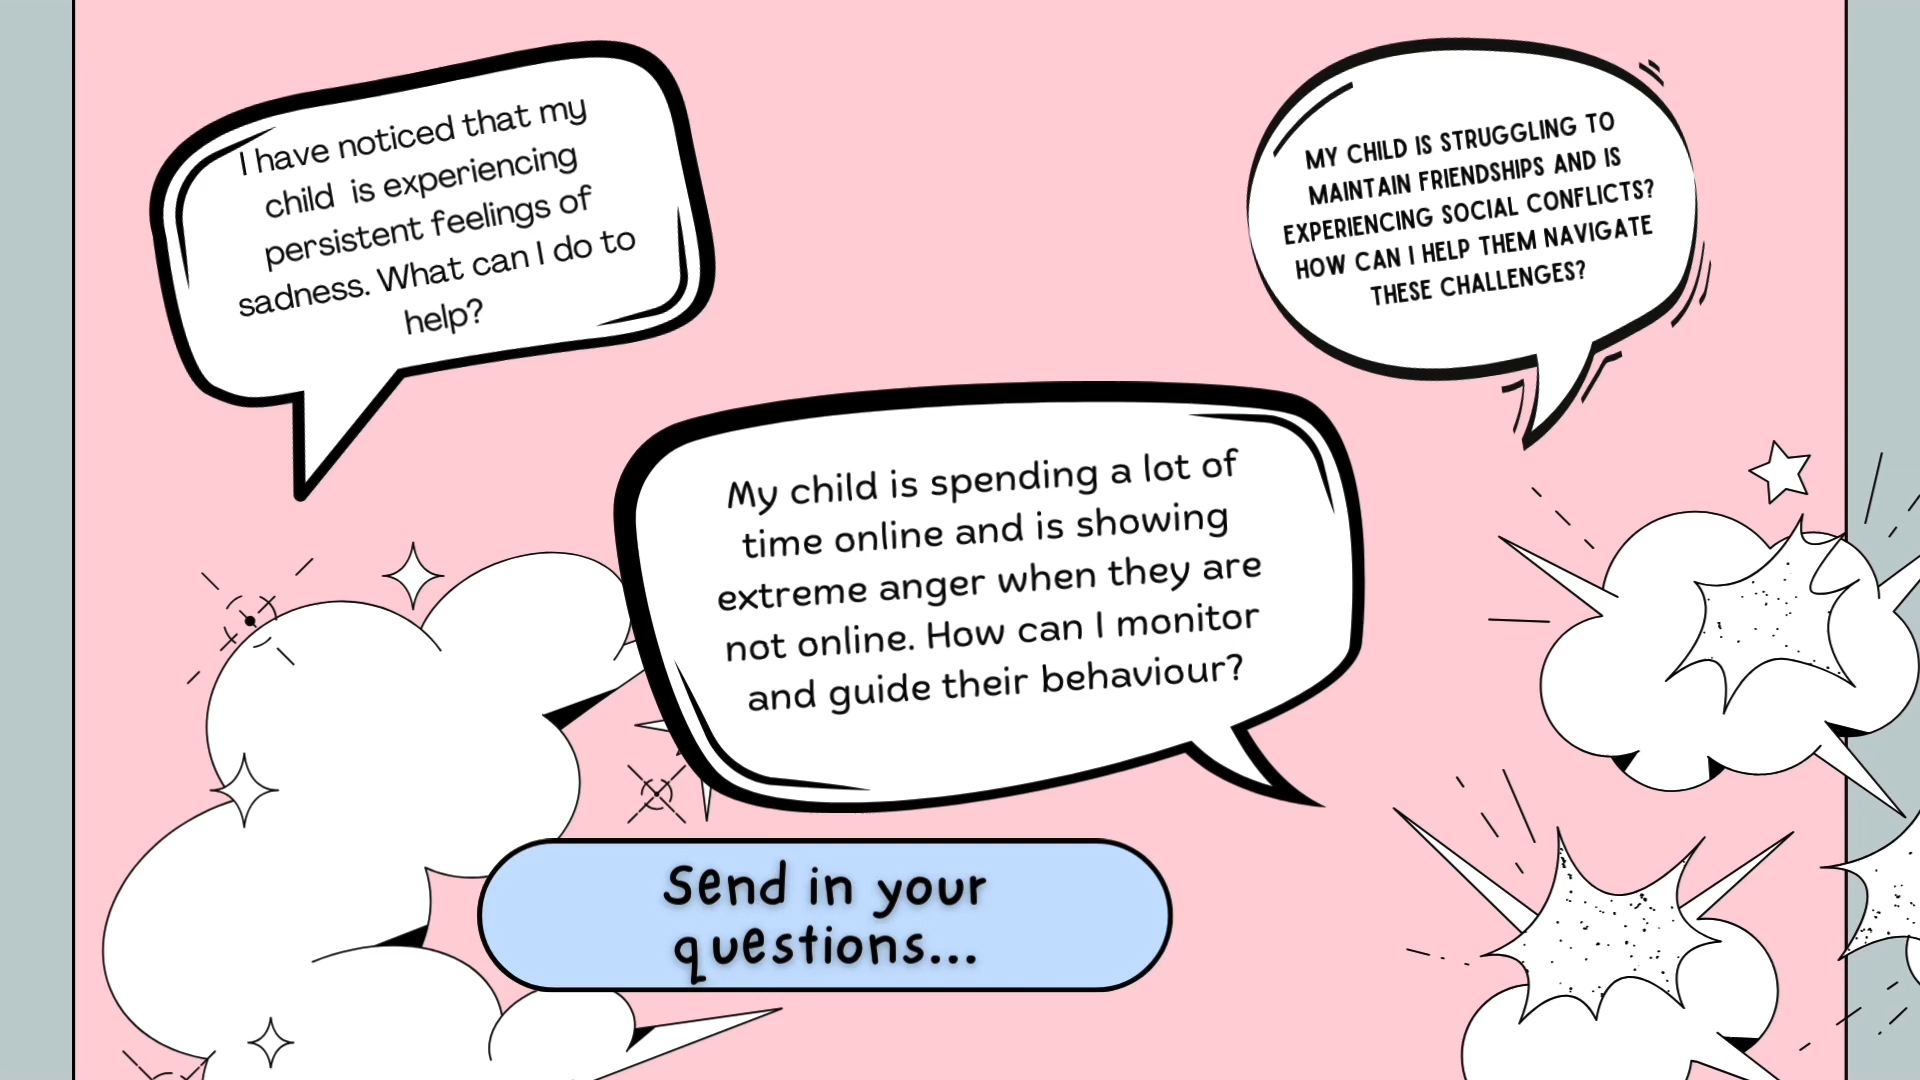 I have noticed that my
child is experiencing
persistent feelings of
sadness. What can I do to
help?
MY CHILD IS STRUGGLING TO
MAINTAIN FRIENDSHIPS AND IS
EXPERIENCING SOCIAL CONFLICTS?
HOW CAN I HELP THEM NAVIGATE
THESE CHALLENGES?
My child is spending a lot of
time online and is showing
extreme anger when they are
not online. How can I monitor
and guide their behaviour?
Send in your
questions...